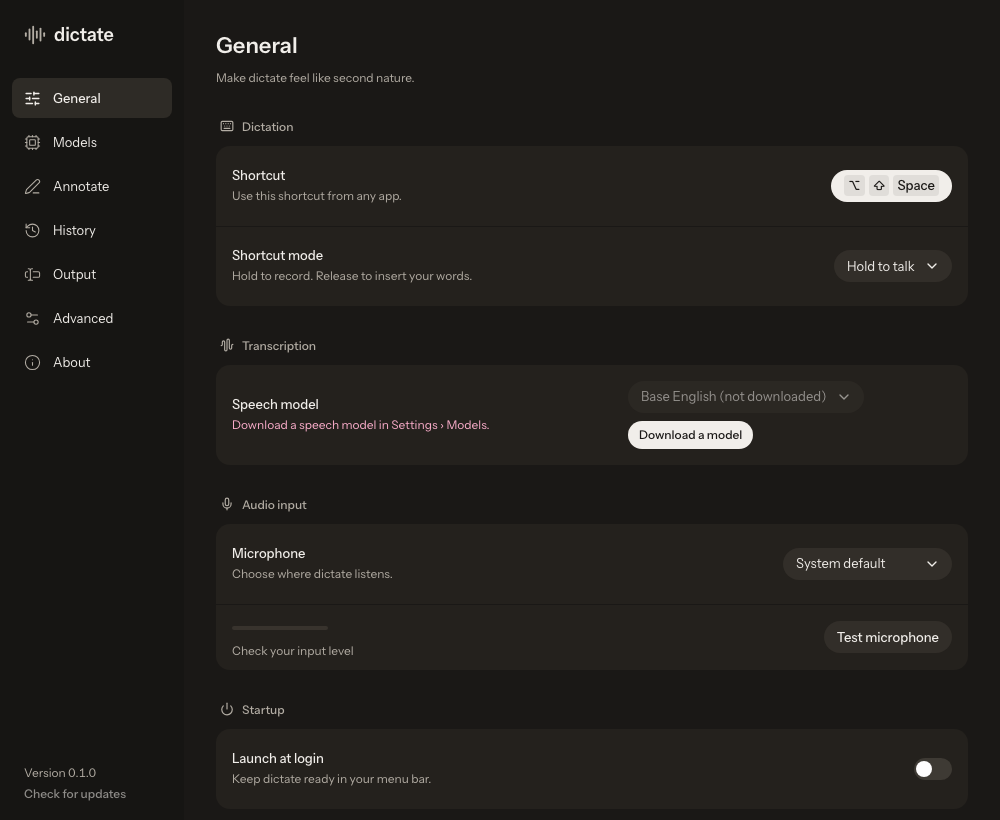 dictate
General
Models
Annotate
History
Output
Advanced
About
Version 0.1.0
Check for updates
General
Make dictate feel like second nature.
Dictation
Shortcut
Use this shortcut from any app.
⌥ ⇧ Space
Shortcut mode
Hold to record. Release to insert your words.
Hold to talk
Transcription
Speech model
Download a speech model in Settings › Models.
Base English (not downloaded)
Download a model
Audio input
Microphone
Choose where dictate listens.
System default
Check your input level
Test microphone
Startup
Launch at login
Keep dictate ready in your menu bar.